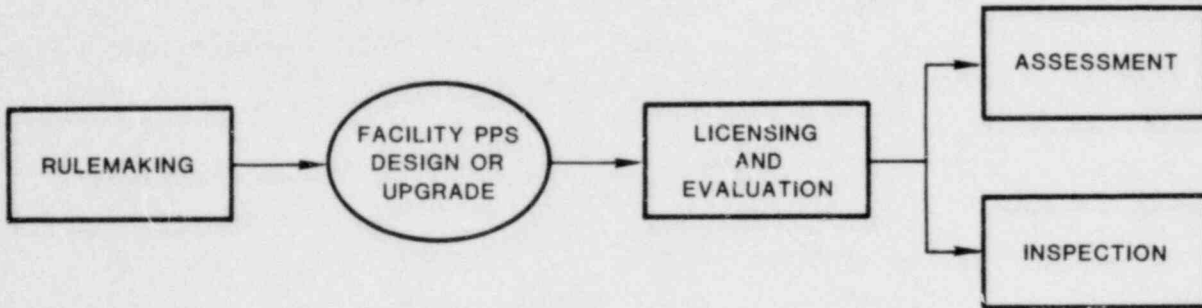 RULEMAKING
FACILITY PPS
DESIGN OR
UPGRADE
LICENSING
AND
EVALUATION
ASSESSMENT
INSPECTION